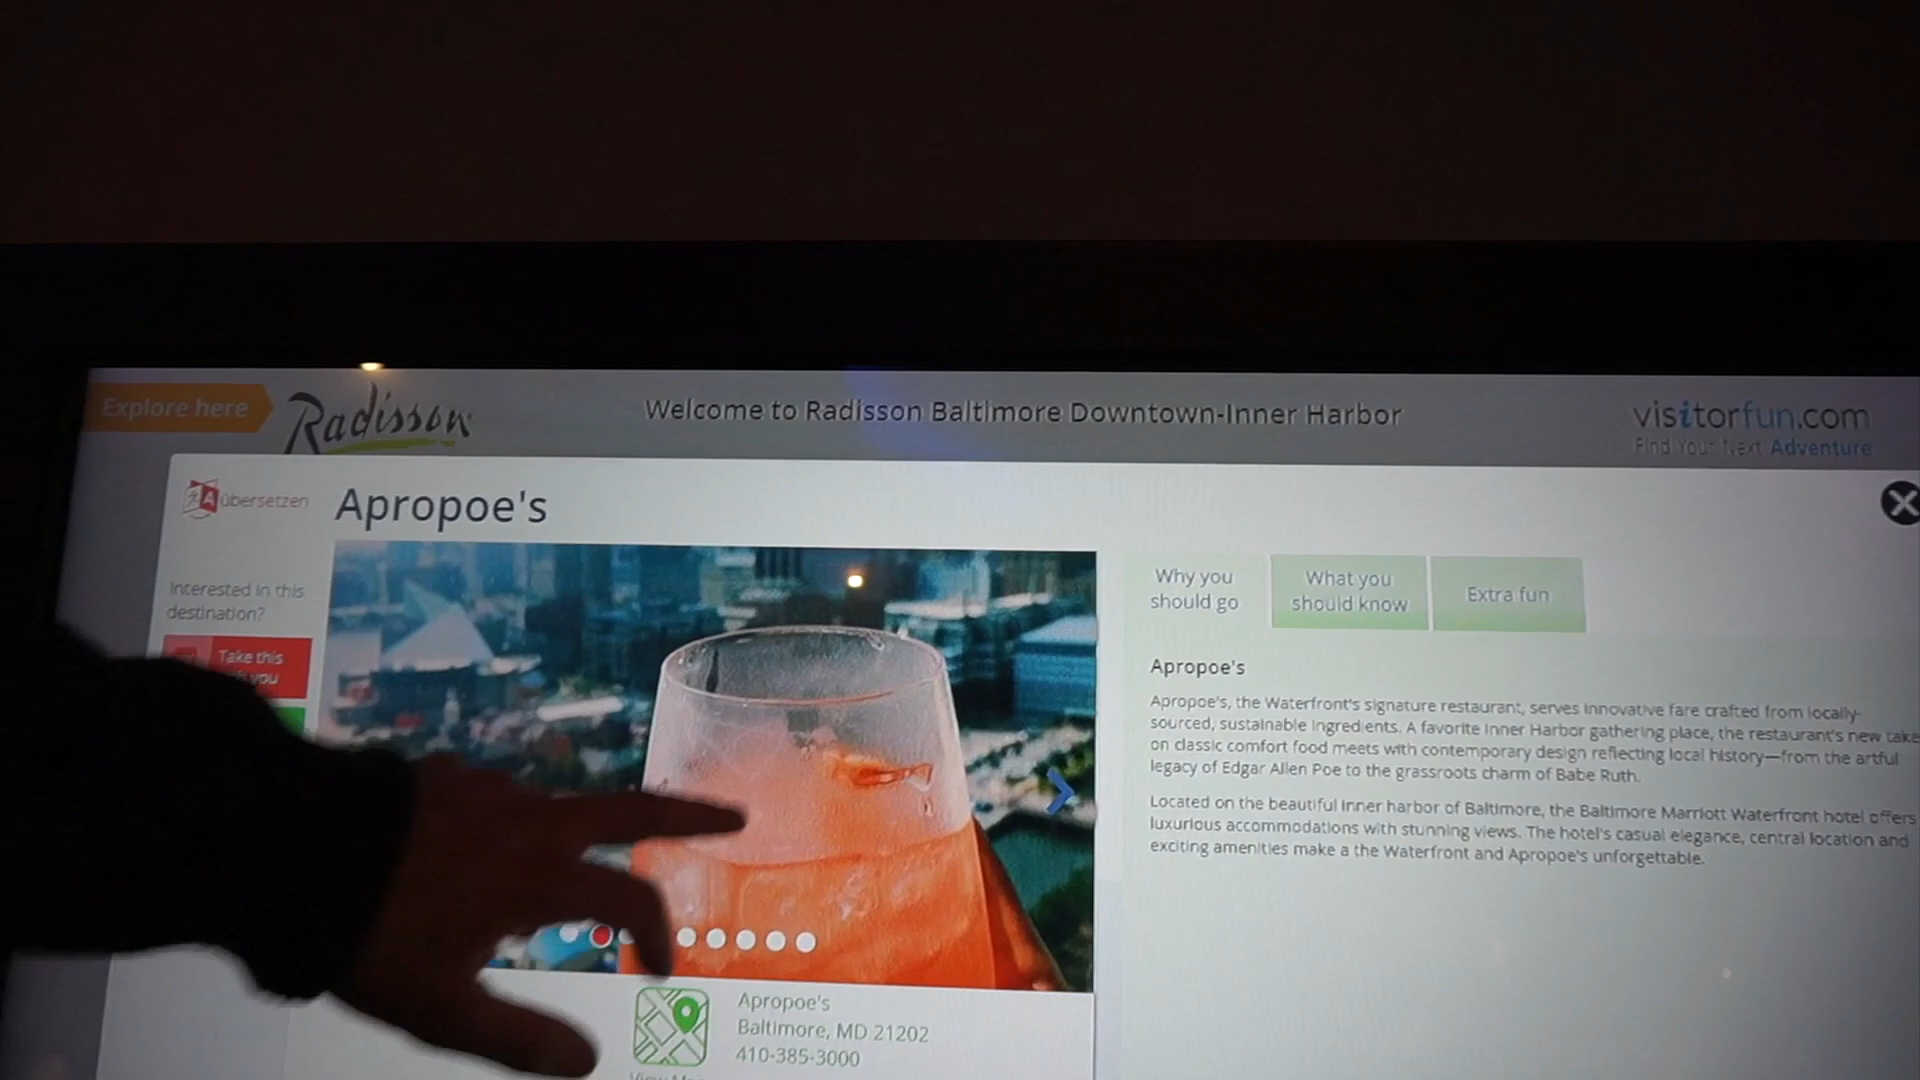 Explore here
Radisson
Welcome to Radisson Baltimore Downtown-Inner Harbor
visitorfun.com
Find Your Next Adventure
übersetzen
Apropoe's
Interested in this
destination?
Take this
you
Why you
should go
What you
should know
Extra fun
Apropoe's
Apropoe's, the Waterfront's signature restaurant, serves innovative fare crafted from locally-
sourced, sustainable ingredients. A favorite Inner Harbor gathering place, the restaurant's new take
on classic comfort food meets with contemporary design reflecting local history—from the artful
legacy of Edgar Allen Poe to the grassroots charm of Babe Ruth.
Located on the beautiful inner harbor of Baltimore, the Baltimore Marriott Waterfront hotel offers
luxurious accommodations with stunning views. The hotel's casual elegance, central location and
exciting amenities make a the Waterfront and Apropoe's unforgettable.
Apropoe's
Baltimore, MD 21202
410-385-3000